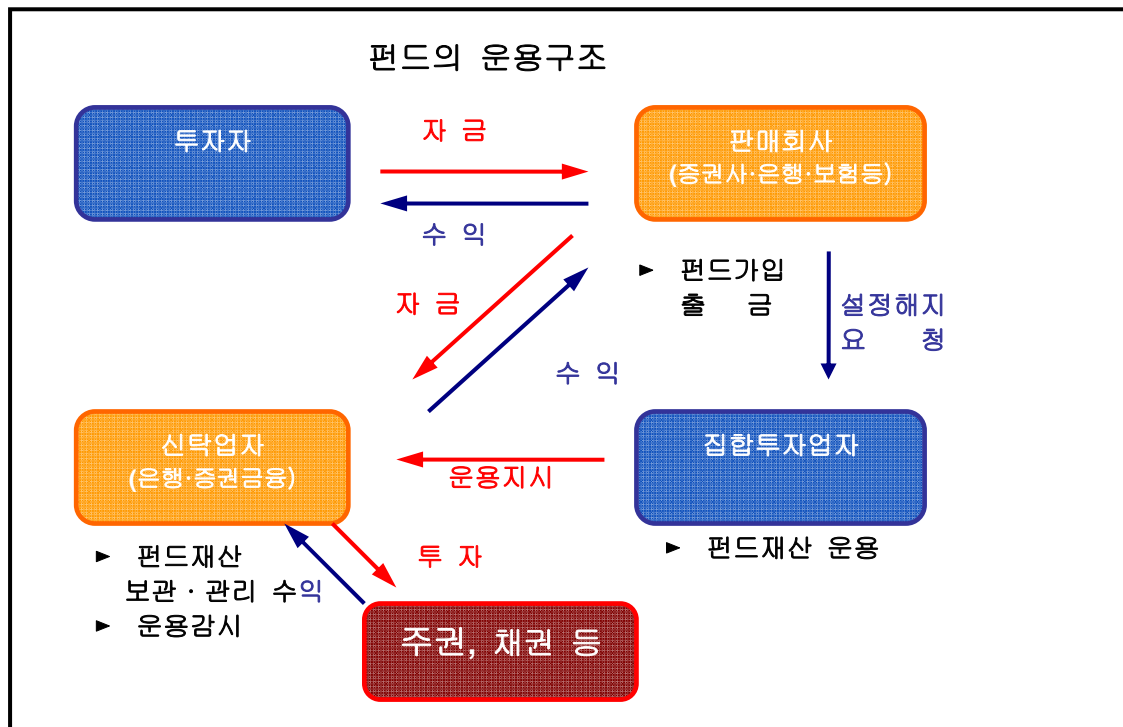 펀드의 운용구조
투자자
자 금
판매회사
(증권사·은행·보험등)
수 익
▶ 펀드가입
출 금
자 금
설정해지
요 청
수 익
신탁업자
(은행·증권금융)
집합투자업자
운용지시
▶ 펀드재산
보관 · 관리 수익
▶ 운용감시
투 자
▶ 펀드재산 운용
주권, 채권 등